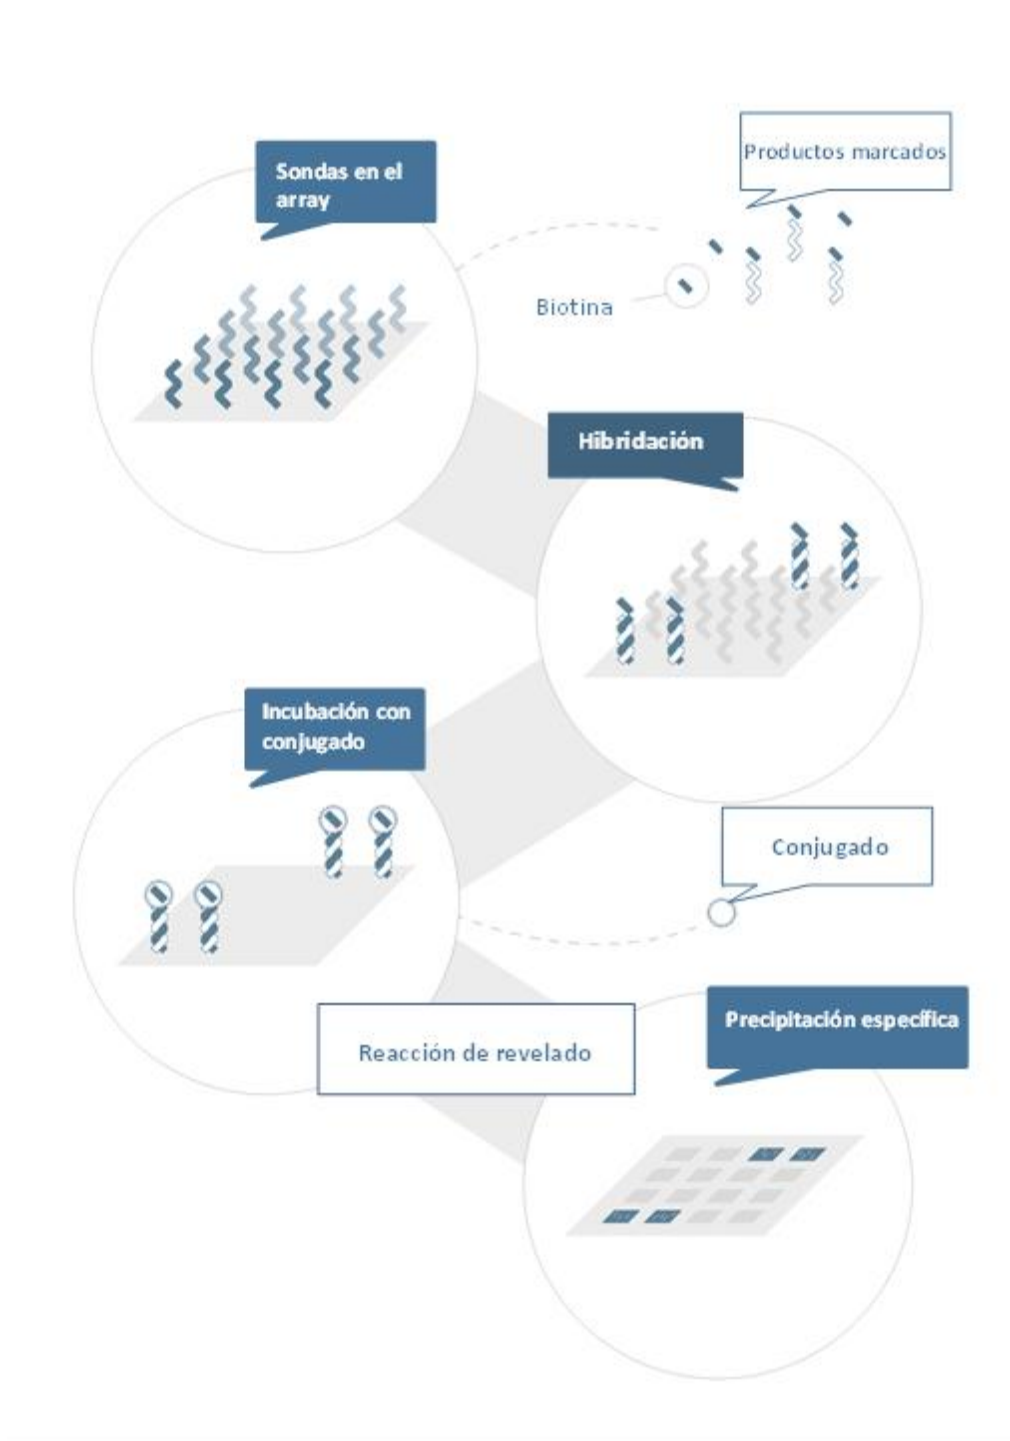 Sondas en el
array
Productos marcados
Biotina
Hibridación
Incubación con
conjugado
Conjugado
Reacción de revelado
Precipitación específica